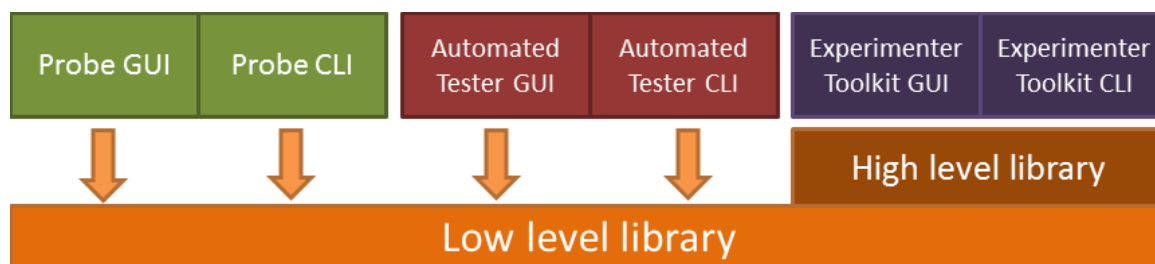 Probe GUI
Probe CLI
Automated
Tester GUI
Automated
Tester CLI
Experimenter
Toolkit GUI
Experimenter
Toolkit CLI
High level library
Low level library